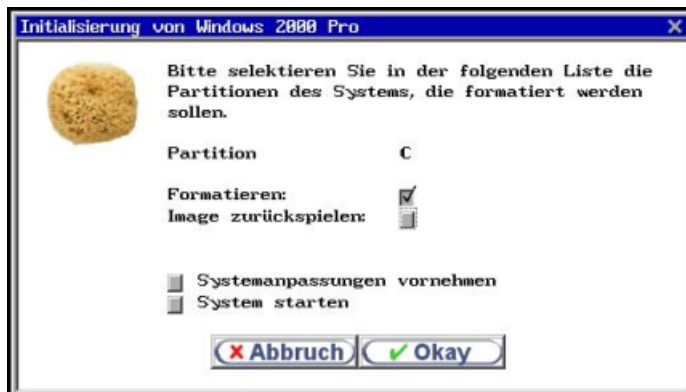 Initialisierung von Windows 2000 Pro
Bitte selektieren Sie in der folgenden Liste die
Partitionen des Systems, die formatiert werden
sollen.
Partition C
Formatieren:
Image zurückspielen:
Systemanpassungen vornehmen
System starten
Abbruch Okay